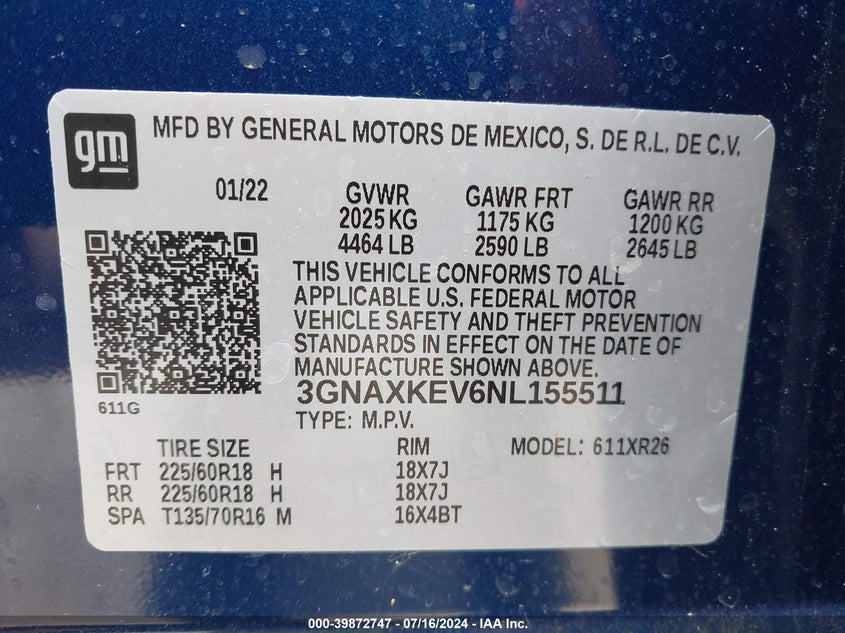 gm
MFD BY GENERAL MOTORS DE MEXICO, S. DE R.L. DE C.V.
01/22 GVWR GAWR FRT GAWR RR
2025 KG 1175 KG 1200 KG
4464 LB 2590 LB 2645 LB
THIS VEHICLE CONFORMS TO ALL
APPLICABLE U.S. FEDERAL MOTOR
VEHICLE SAFETY AND THEFT PREVENTION
STANDARDS IN EFFECT ON THE DATE OF
MANUFACTURE SHOWN ABOVE.
3GNAXKEV6NL155511
611G
TYPE: M.P.V.
TIRE SIZE RIM MODEL: 611XR26
FRT 225/60R18 H 18X7J
RR 225/60R18 H 18X7J
SPA T135/70R16 M 16X4BT
000-39872747 - 07/16/2024 - IAA Inc.